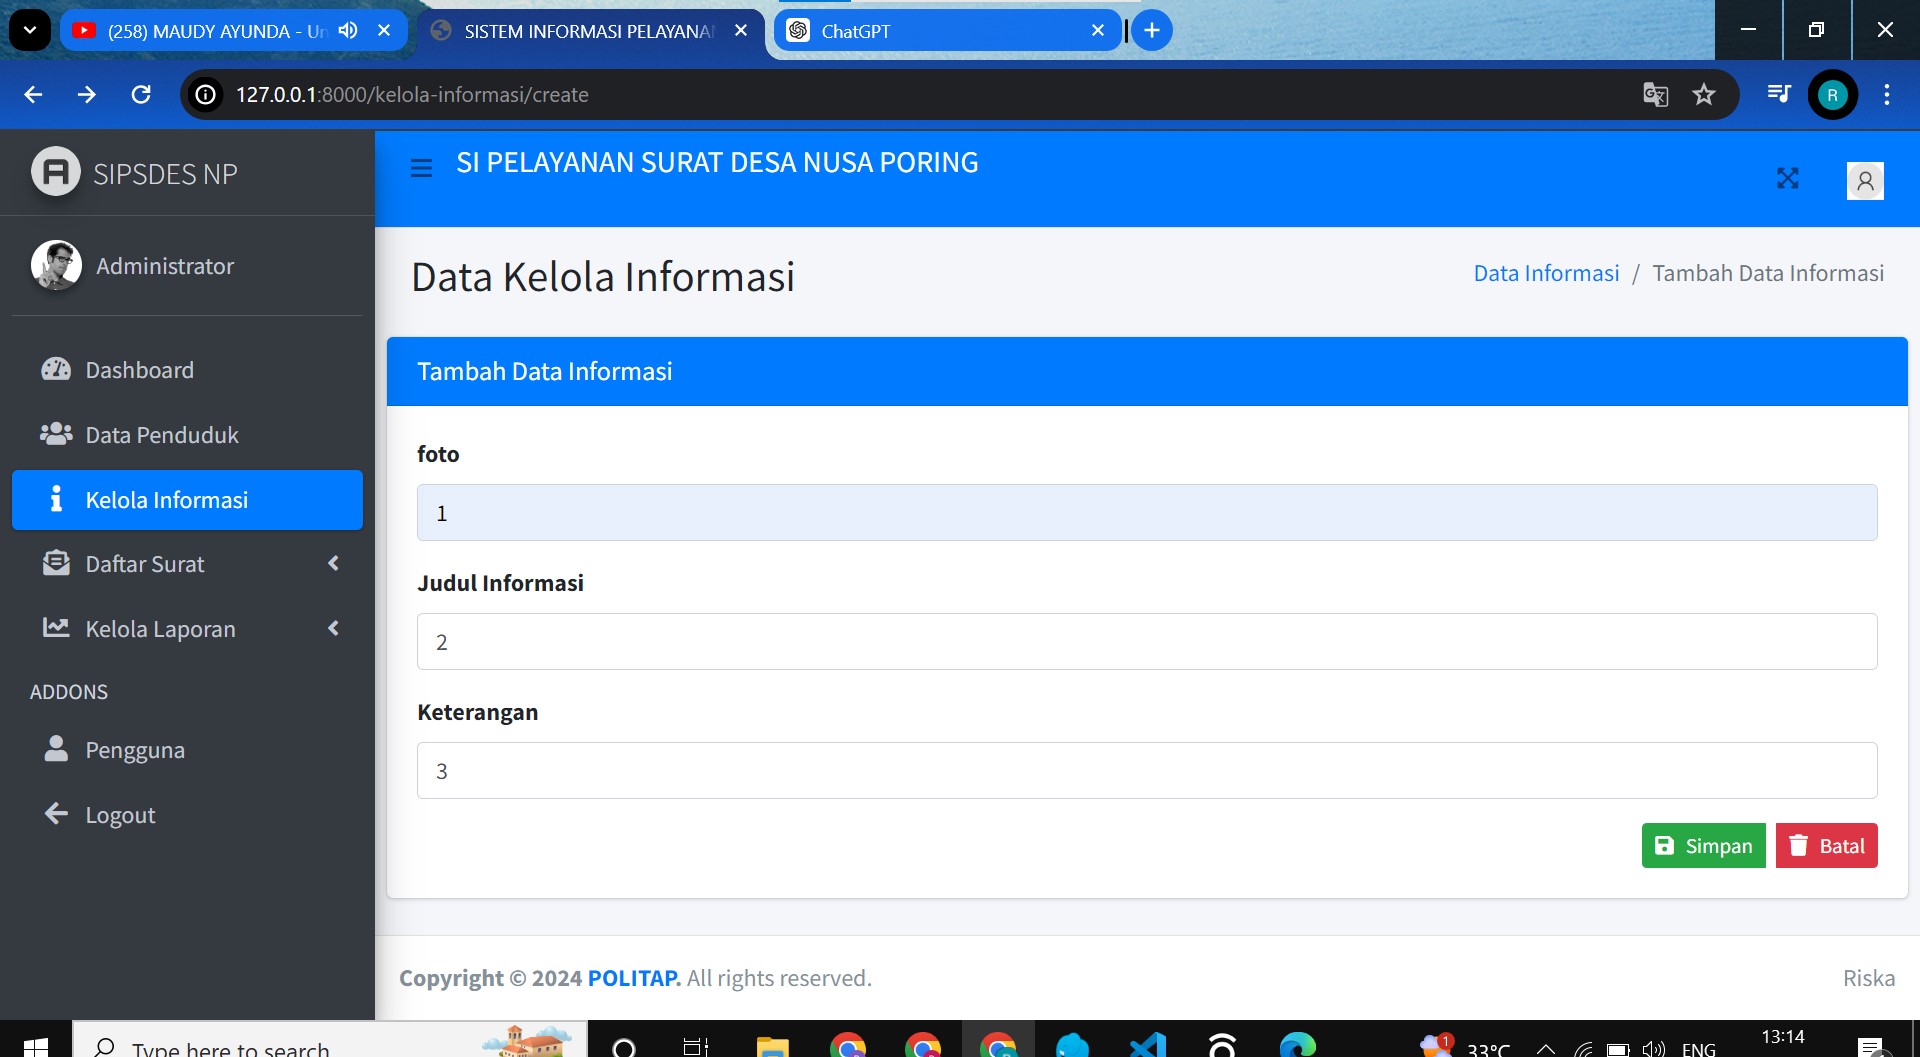 (258) MAUDY AYUNDA - Un
SISTEM INFORMASI PELAYANA
ChatGPT
127.0.0.1:8000/kelola-informasi/create
R
SIPSDES NP
SI PELAYANAN SURAT DESA NUSA PORING
Administrator
Data Kelola Informasi
Data Informasi / Tambah Data Informasi
Dashboard
Data Penduduk
Kelola Informasi
Daftar Surat
Kelola Laporan
ADDONS
Pengguna
Logout
Tambah Data Informasi
foto
1
Judul Informasi
2
Keterangan
3
Simpan
Batal
Copyright © 2024 POLITAP. All rights reserved.
Riska
Type here to search
1
33°C
ENG
13:14